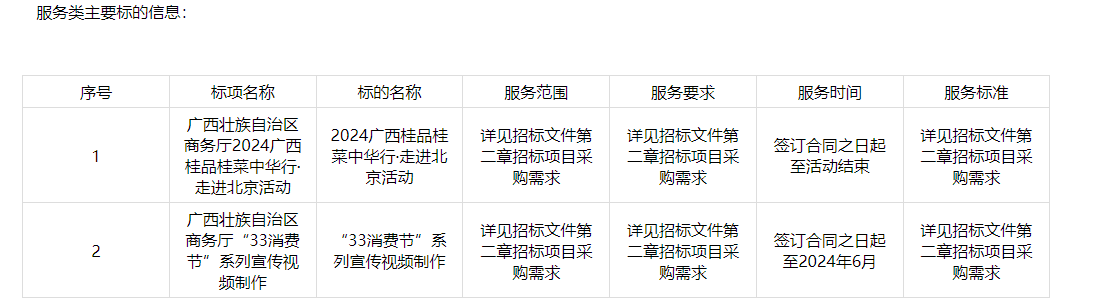 服务类主要标的信息：
序号 标项名称 标的名称 服务范围 服务要求 服务时间 服务标准
1
广西壮族自治区
商务厅2024广西
桂品桂菜中华行·
走进北京活动
2024广西桂品桂
菜中华行·走进北
京活动
详见招标文件第
二章招标项目采
购需求
详见招标文件第
二章招标项目采
购需求
签订合同之日起
至活动结束
详见招标文件第
二章招标项目采
购需求
2
广西壮族自治区
商务厅“33消费
节”系列宣传视
频制作
“33消费节”系
列宣传视频制作
详见招标文件第
二章招标项目采
购需求
详见招标文件第
二章招标项目采
购需求
签订合同之日起
至2024年6月
详见招标文件第
二章招标项目采
购需求